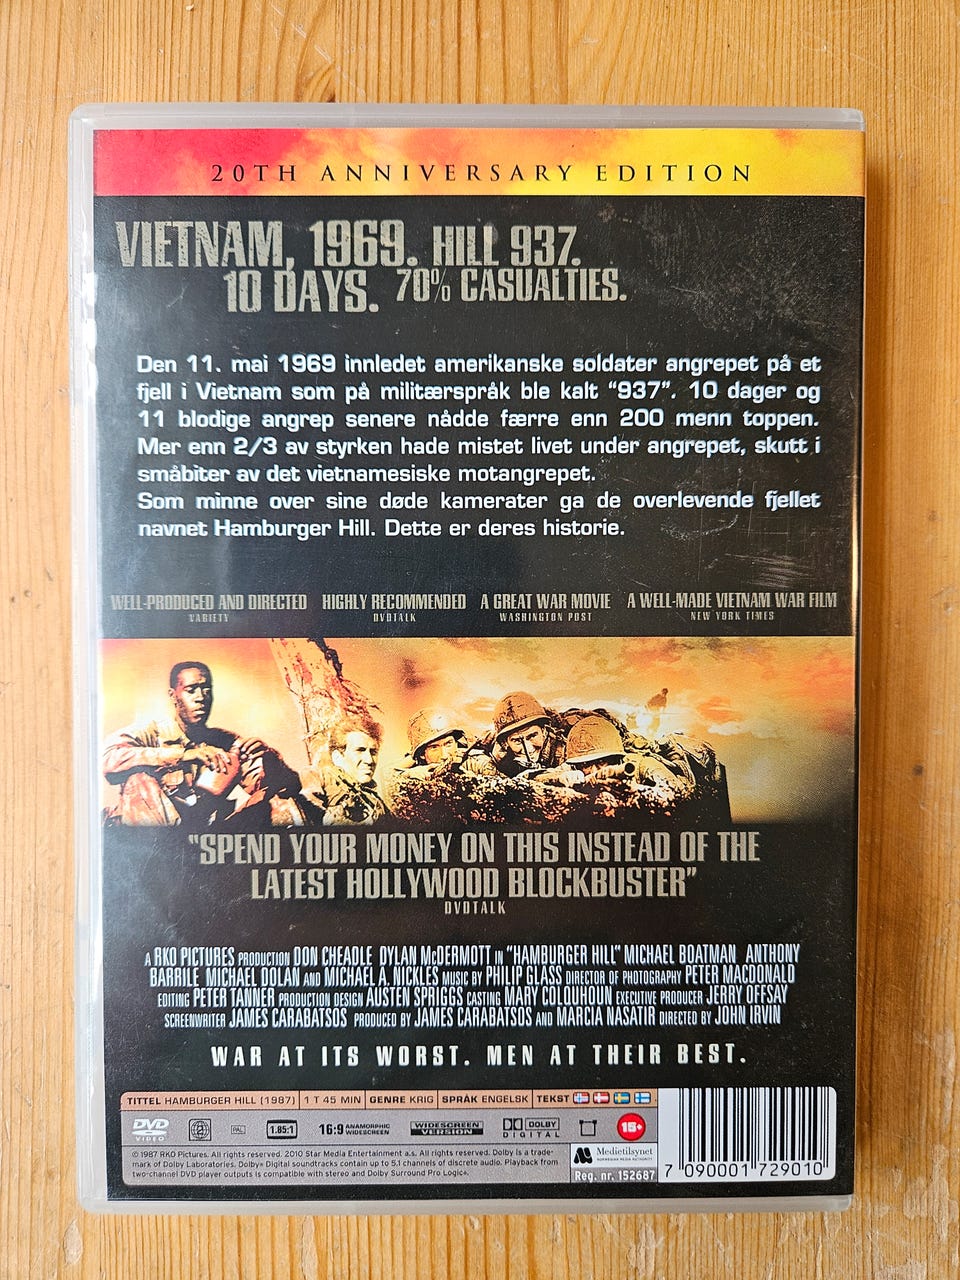 20TH ANNIVERSARY EDITION
VIETNAM, 1969. HILL 937.
10 DAYS. 70% CASUALTIES.
Den 11. mai 1969 innledet amerikanske soldater angrepet på et
fjell i Vietnam som på militærspråk ble kalt "937". 10 dager og
11 blodige angrep senere nådde færre enn 200 menn toppen.
Mer enn 2/3 av styrken hade mistet livet under angrepet, skutt i
småbiter av det vietnamesiske motangrepet.
Som minne over sine døde kamerater ga de overlevende fjellet
navnet Hamburger Hill. Dette er deres historie.
WELL-PRODUCED AND DIRECTED HIGHLY RECOMMENDED A GREAT WAR MOVIE A WELL-MADE VIETNAM WAR FILM
VARIETY DVDTALK WASHINGTON POST NEW YORK TIMES
"SPEND YOUR MONEY ON THIS INSTEAD OF THE
LATEST HOLLYWOOD BLOCKBUSTER"
DVDTALK
A RKO PICTURES PRODUCTION DON CHEADLE DYLAN McDERMOTT IN "HAMBURGER HILL" MICHAEL BOATMAN ANTHONY
BARRILE MICHAEL DOLAN AND MICHAEL A. NICKLES MUSIC BY PHILIP GLASS DIRECTOR OF PHOTOGRAPHY PETER MACDONALD
EDITING PETER TANNER PRODUCTION DESIGN AUSTEN SPRIGGS CASTING MARY COLQUHOUN EXECUTIVE PRODUCER JERRY OFFSAY
SCREENWRITER JAMES CARABATSOS PRODUCED BY JAMES CARABATSOS AND MARCIA NASATIR DIRECTED BY JOHN IRVIN
WAR AT ITS WORST. MEN AT THEIR BEST.
TITTEL HAMBURGER HILL (1987) 1 T 45 MIN GENRE KRIG SPRÅK ENGELSK TEKST
DVD VIDEO 2 PAL 1.85:1 16:9 ANAMORPHIC WIDESCREEN WIDESCREEN VERSION DOLBY DIGITAL 15+
© 1987 RKO Pictures. All rights reserved. 2010 Star Media Entertainment a.s. All rights reserved. Dolby is a trade-
mark of Dolby Laboratories. Dolby Digital soundtracks contain up to 5.1 channels of discrete audio. Playback from
two-channel DVD player outputs is compatible with stereo and Dolby Surround Pro Logic.
Medietilsynet
NORWEGIAN MEDIA AUTHORITY
Reg. nr. 152687
7 090001 729010